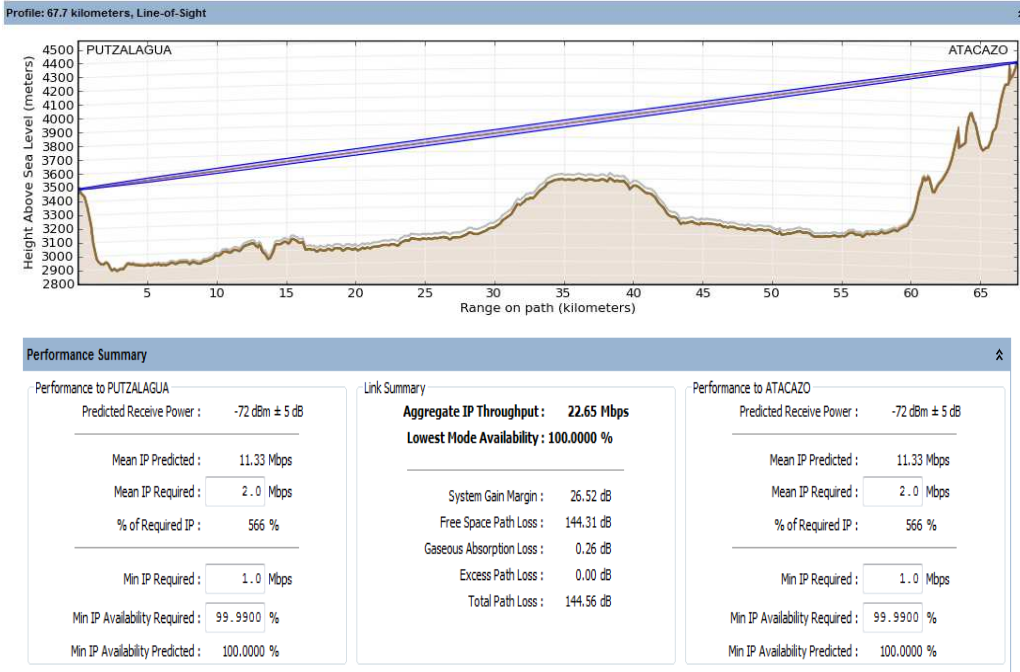 Profile: 67.7 kilometers, Line-of-Sight
PUTZALAGUA ATACAZO
Height Above Sea Level (meters)
4500
4400
4300
4200
4100
4000
3900
3800
3700
3600
3500
3400
3300
3200
3100
3000
2900
2800
5 10 15 20 25 30 35 40 45 50 55 60 65
Range on path (kilometers)
Performance Summary
Performance to PUTZALAGUA
Predicted Receive Power : -72 dBm ± 5 dB
Mean IP Predicted : 11.33 Mbps
Mean IP Required : 2.0 Mbps
% of Required IP : 566 %
Min IP Required : 1.0 Mbps
Min IP Availability Required : 99.9900 %
Min IP Availability Predicted : 100.0000 %
Link Summary
Aggregate IP Throughput : 22.65 Mbps
Lowest Mode Availability : 100.0000 %
System Gain Margin : 26.52 dB
Free Space Path Loss : 144.31 dB
Gaseous Absorption Loss : 0.26 dB
Excess Path Loss : 0.00 dB
Total Path Loss : 144.56 dB
Performance to ATACAZO
Predicted Receive Power : -72 dBm ± 5 dB
Mean IP Predicted : 11.33 Mbps
Mean IP Required : 2.0 Mbps
% of Required IP : 566 %
Min IP Required : 1.0 Mbps
Min IP Availability Required : 99.9900 %
Min IP Availability Predicted : 100.0000 %